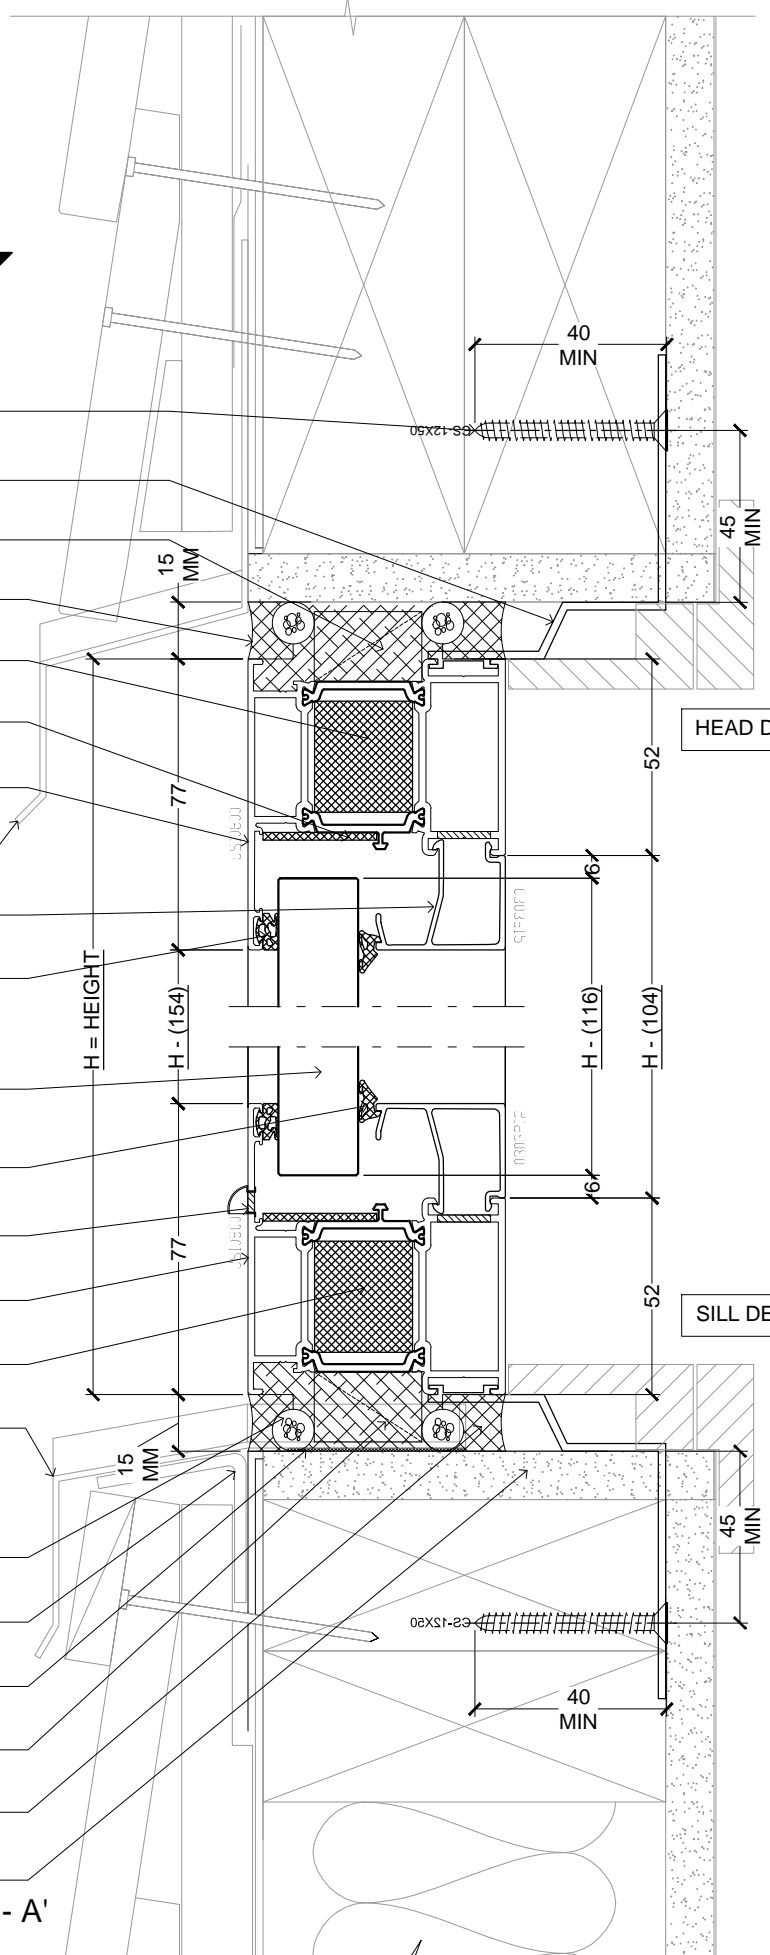 40
MIN
CS-12X50
45
MIN
15
MM
52
HEAD D
77
6
H = HEIGHT
H - (154)
H - (116)
H - (104)
6
77
52
SILL DE
15
MM
45
MIN
CS-12X50
40
MIN
- A'